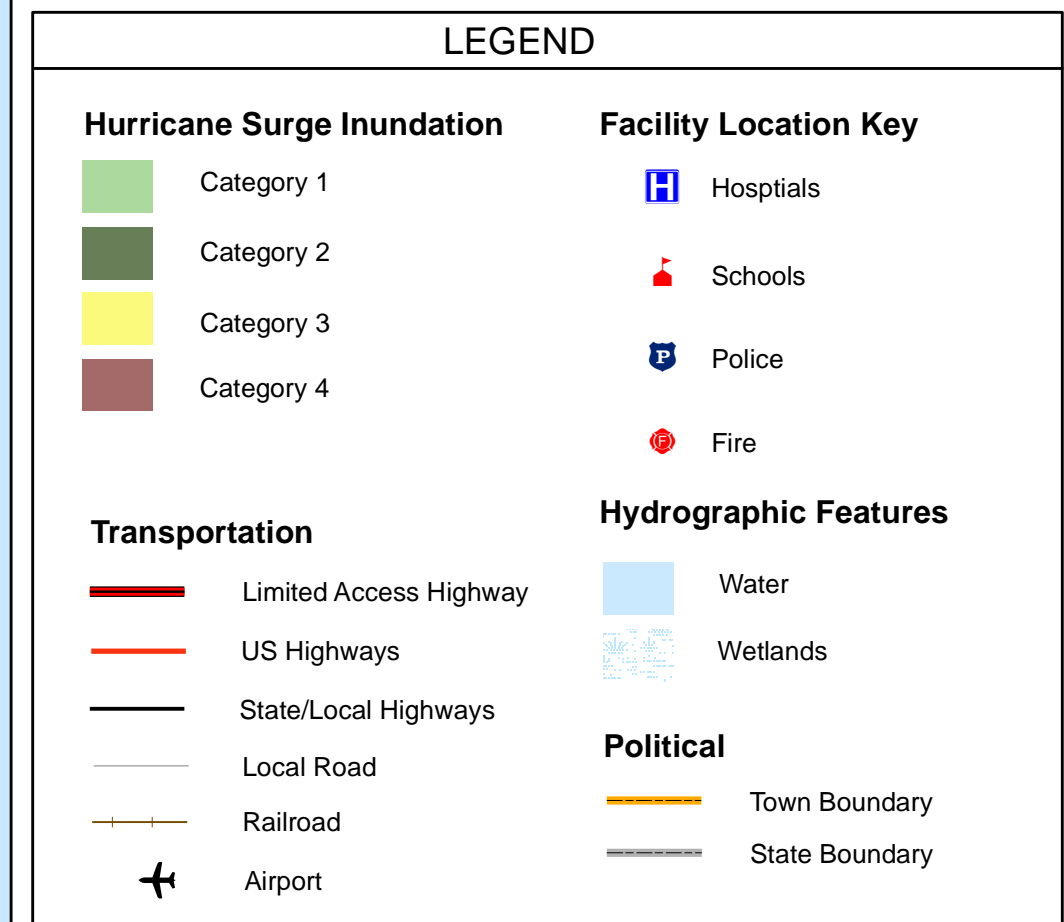 LEGEND
Hurricane Surge Inundation
Category 1
Category 2
Category 3
Category 4
Transportation
Limited Access Highway
US Highways
State/Local Highways
Local Road
Railroad
Airport
Facility Location Key
H Hosptials
Schools
P Police
F Fire
Hydrographic Features
Water
Wetlands
Political
Town Boundary
State Boundary